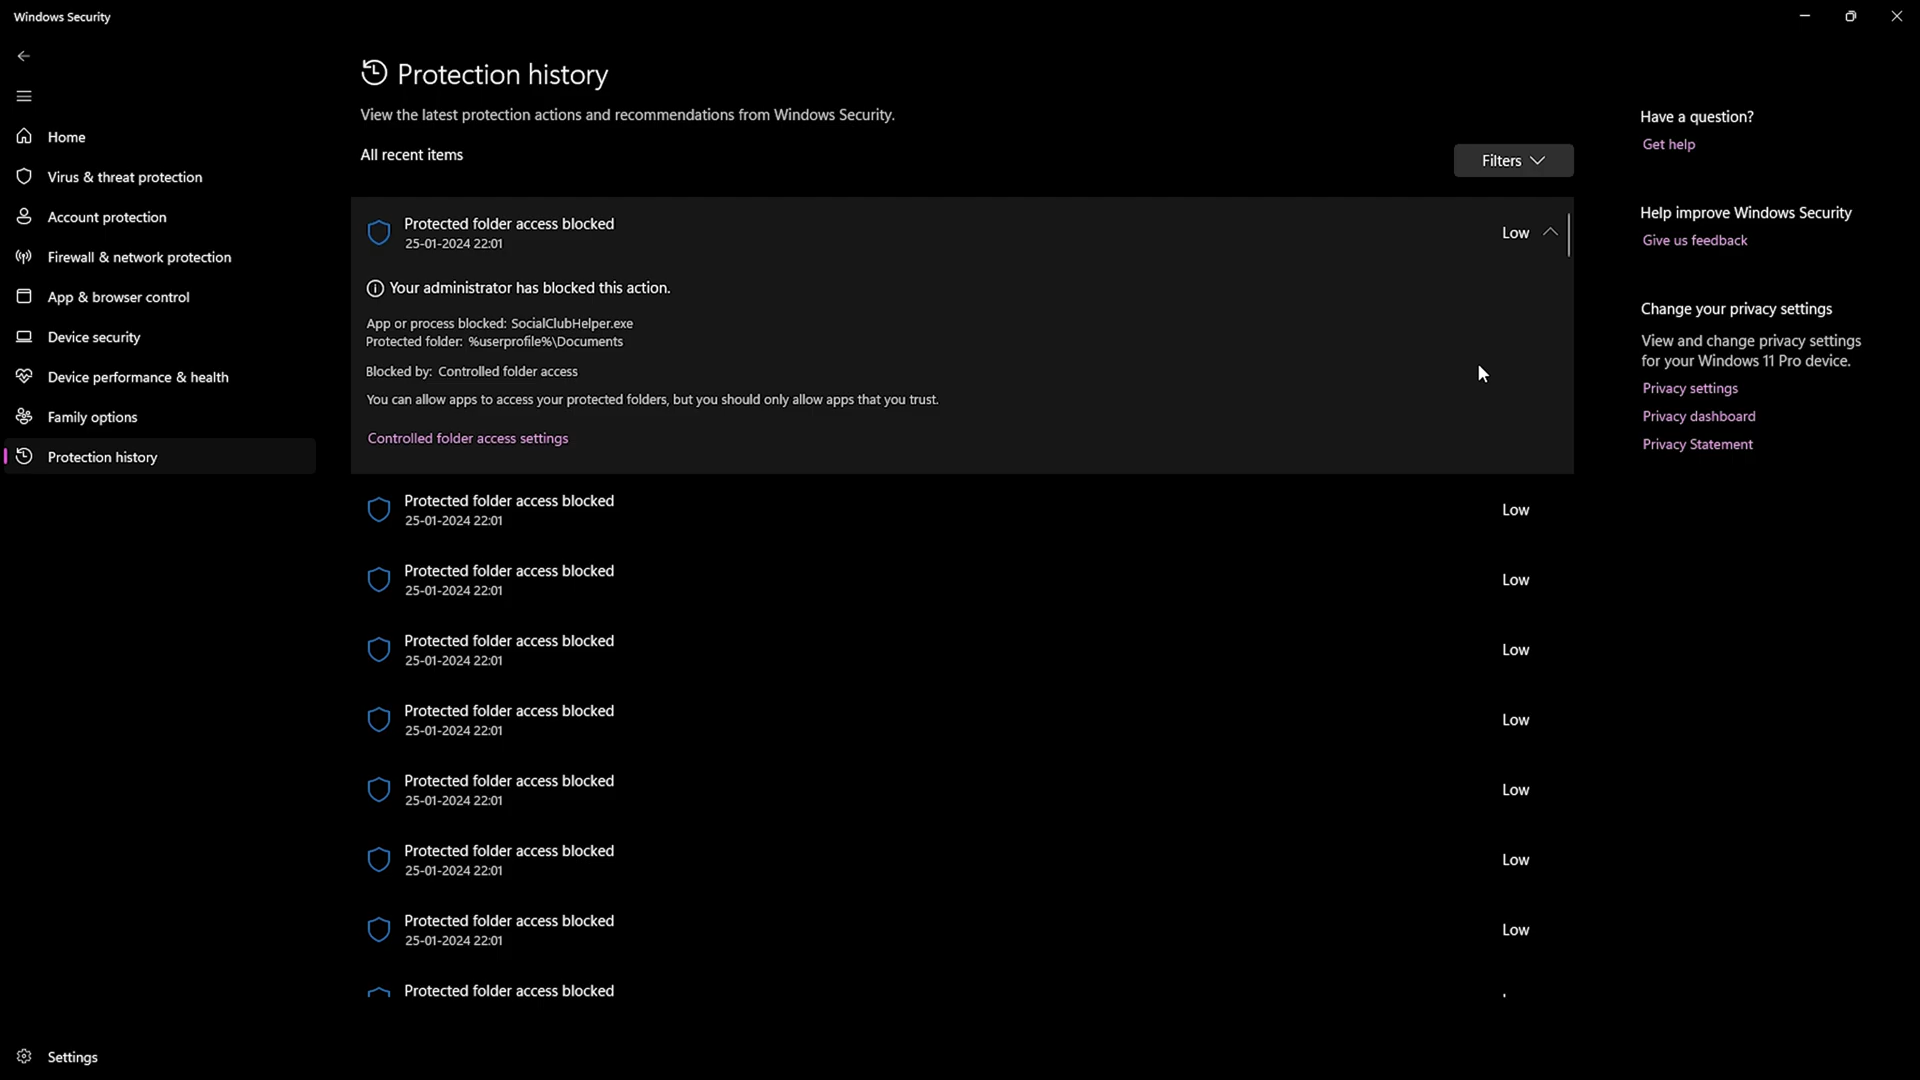 Windows Security
Home
Virus & threat protection
Account protection
Firewall & network protection
App & browser control
Device security
Device performance & health
Family options
Protection history
Settings
Protection history
View the latest protection actions and recommendations from Windows Security.
All recent items
Filters
Protected folder access blocked
25-01-2024 22:01
Low
Your administrator has blocked this action.
App or process blocked: SocialClubHelper.exe
Protected folder: %userprofile%\Documents
Blocked by: Controlled folder access
You can allow apps to access your protected folders, but you should only allow apps that you trust.
Controlled folder access settings
Protected folder access blocked
25-01-2024 22:01
Low
Protected folder access blocked
25-01-2024 22:01
Low
Protected folder access blocked
25-01-2024 22:01
Low
Protected folder access blocked
25-01-2024 22:01
Low
Protected folder access blocked
25-01-2024 22:01
Low
Protected folder access blocked
25-01-2024 22:01
Low
Protected folder access blocked
25-01-2024 22:01
Low
Protected folder access blocked
Have a question?
Get help
Help improve Windows Security
Give us feedback
Change your privacy settings
View and change privacy settings
for your Windows 11 Pro device.
Privacy settings
Privacy dashboard
Privacy Statement